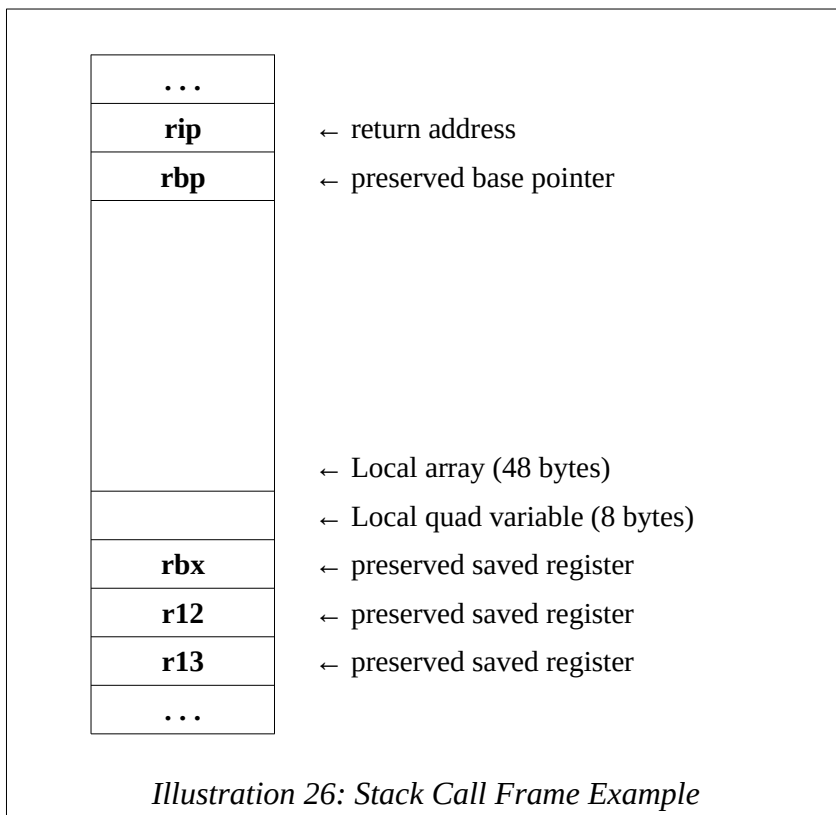 . . .
rip ← return address
rbp ← preserved base pointer
← Local array (48 bytes)
← Local quad variable (8 bytes)
rbx ← preserved saved register
r12 ← preserved saved register
r13 ← preserved saved register
. . .
Illustration 26: Stack Call Frame Example